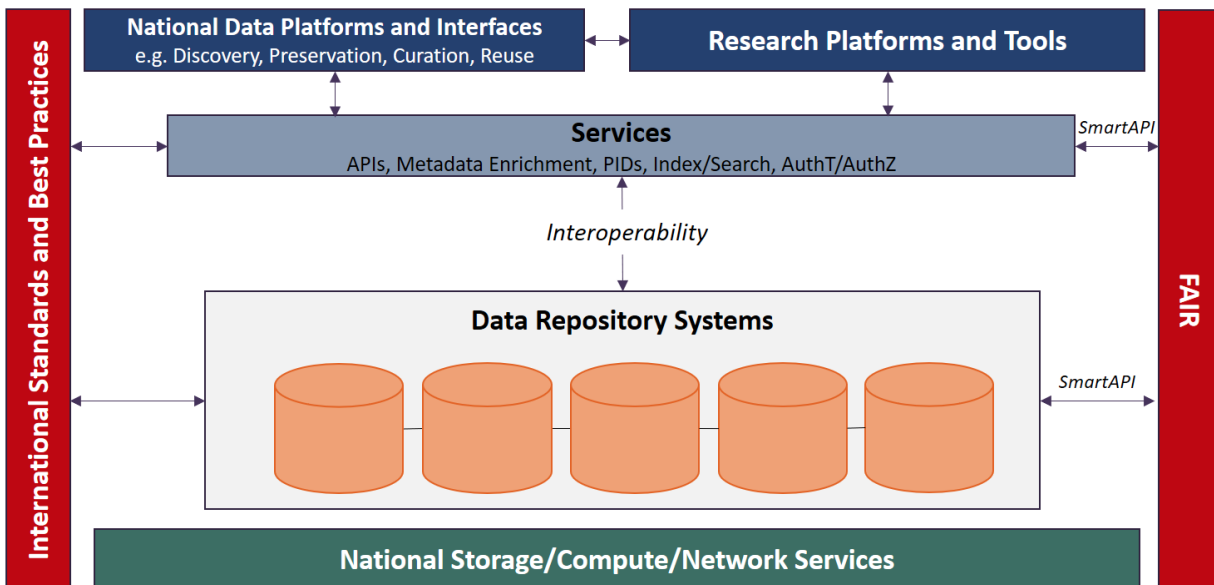 International Standards and Best Practices
National Data Platforms and Interfaces
e.g. Discovery, Preservation, Curation, Reuse
Research Platforms and Tools
Services
APIs, Metadata Enrichment, PIDs, Index/Search, AuthT/AuthZ
SmartAPI
Interoperability
FAIR
Data Repository Systems
SmartAPI
National Storage/Compute/Network Services